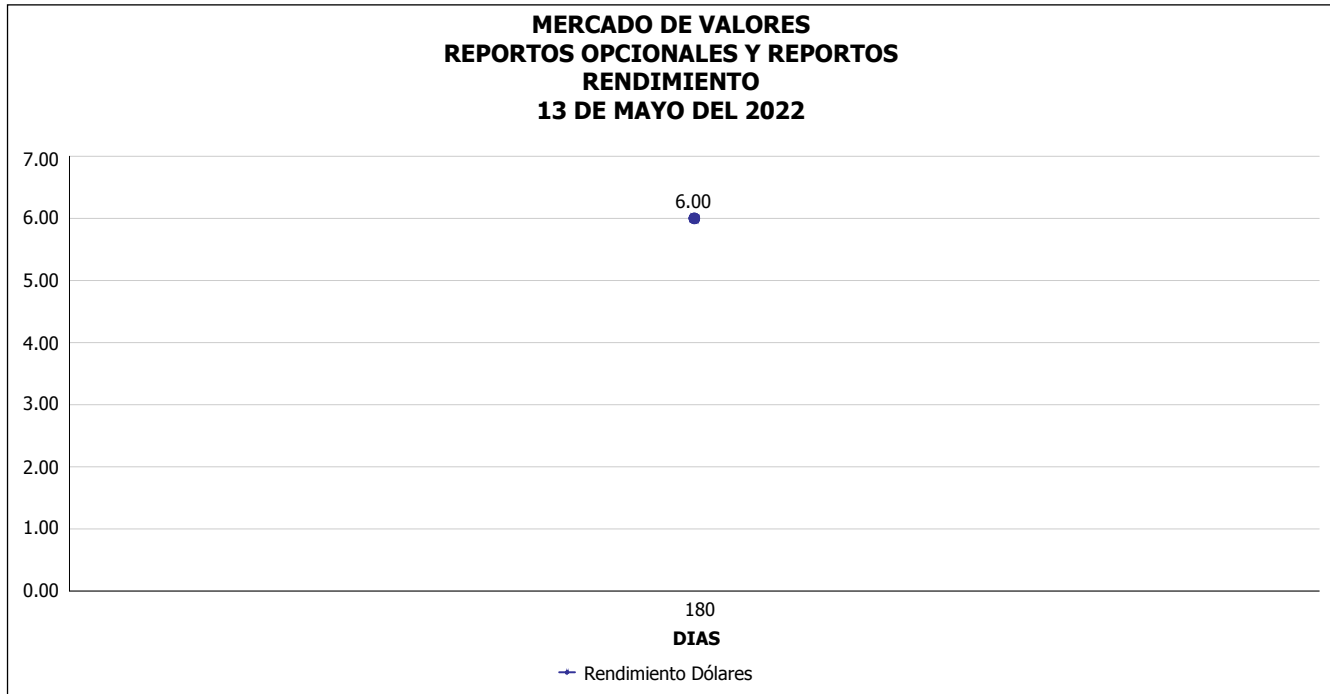 MERCADO DE VALORES
REPORTOS OPCIONALES Y REPORTOS
RENDIMIENTO
13 DE MAYO DEL 2022
7.00
6.00
6.00
5.00
4.00
3.00
2.00
1.00
0.00
180
DIAS
Rendimiento Dólares